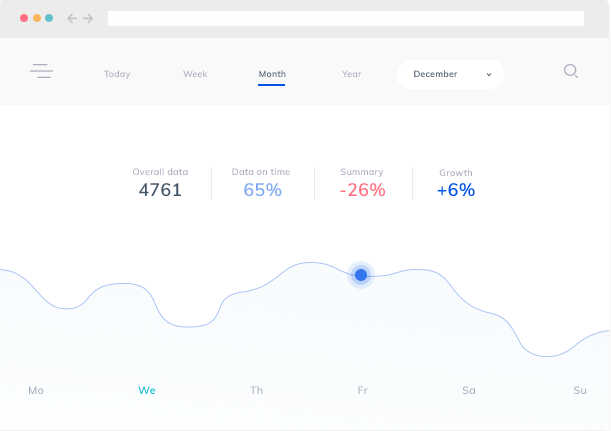 Today Week Month Year December
Overall data Data on time Summary Growth
4761 65% -26% +6%
Mo We Th Fr Sa Su